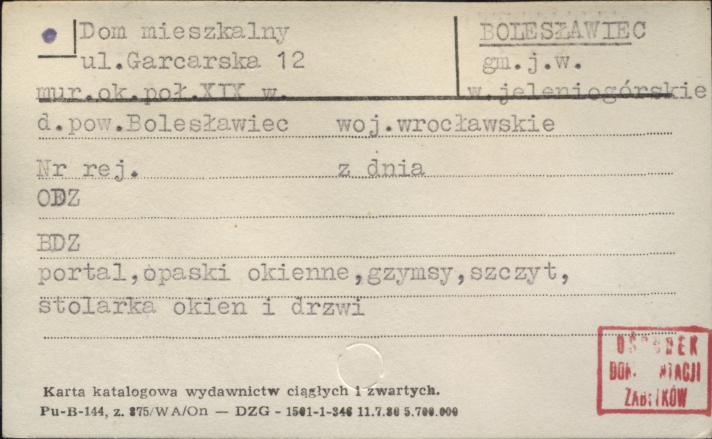 Dom mieszkalny
ul.Garcarska 12
mur.ok.poł.XIX w.
BOLESŁAWIEC
gm.j.w.
w.jeleniogórskie
d.pow.Bolesławiec woj.wrocławskie
Nr rej. z dnia
ODZ
BDZ
portal,opaski okienne,gzymsy,szczyt,
stolarka okien i drzwi
Karta katalogowa wydawnictw ciągłych i zwartych.
Pu-B-144, z. 875/WA/On — DZG - 1501-1-346 11.7.80 5.700.000
ZABYTKÓW